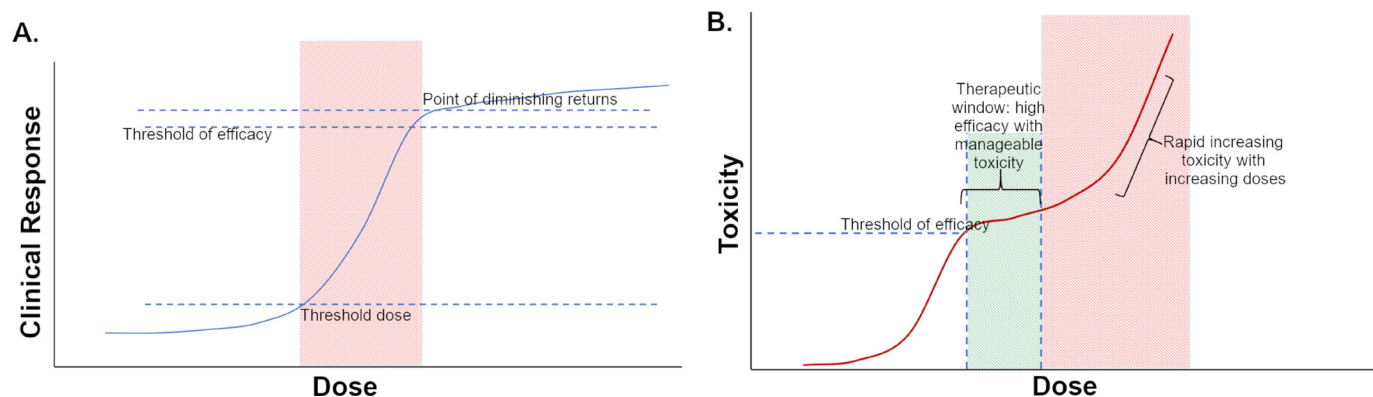 A.
Clinical Response
Point of diminishing returns
Threshold of efficacy
Threshold dose
Dose
B.
Toxicity
Therapeutic
window: high
efficacy with
manageable
toxicity
Rapid increasing
toxicity with
increasing doses
Threshold of efficacy
Dose